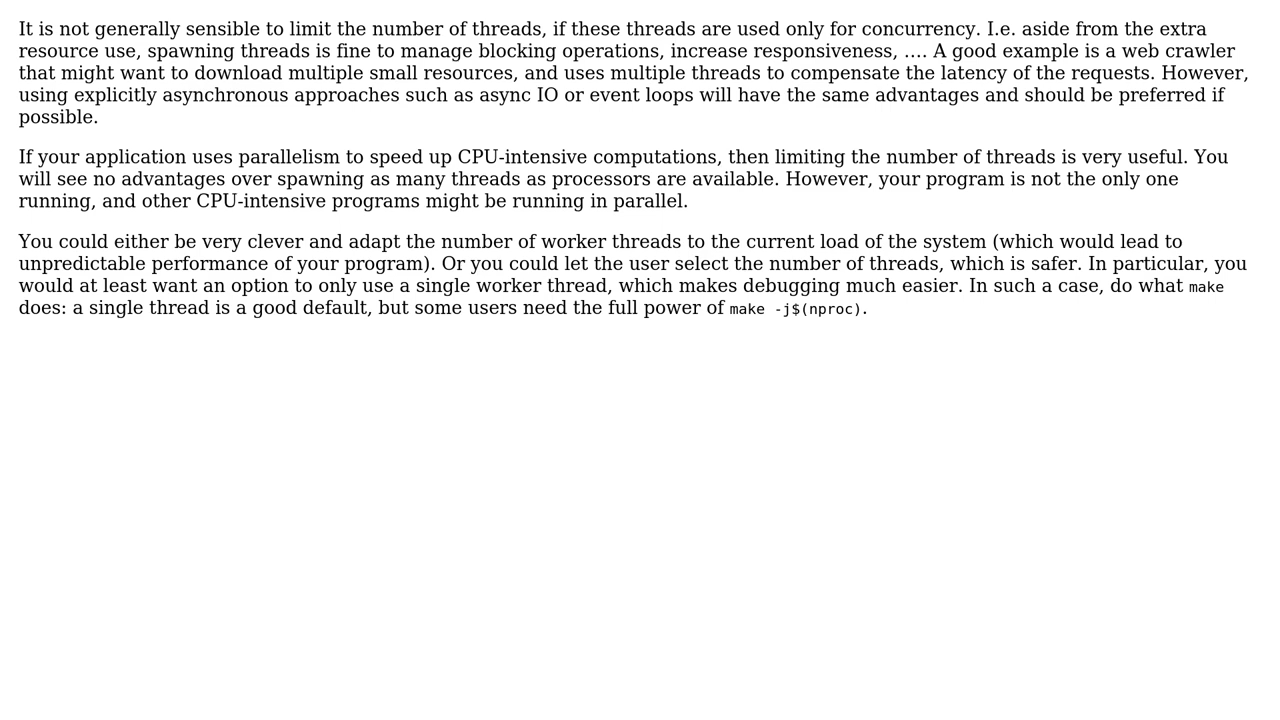 It is not generally sensible to limit the number of threads, if these threads are used only for concurrency. I.e. aside from the extra
resource use, spawning threads is fine to manage blocking operations, increase responsiveness, …. A good example is a web crawler
that might want to download multiple small resources, and uses multiple threads to compensate the latency of the requests. However,
using explicitly asynchronous approaches such as async IO or event loops will have the same advantages and should be preferred if
possible.
If your application uses parallelism to speed up CPU-intensive computations, then limiting the number of threads is very useful. You
will see no advantages over spawning as many threads as processors are available. However, your program is not the only one
running, and other CPU-intensive programs might be running in parallel.
You could either be very clever and adapt the number of worker threads to the current load of the system (which would lead to
unpredictable performance of your program). Or you could let the user select the number of threads, which is safer. In particular, you
would at least want an option to only use a single worker thread, which makes debugging much easier. In such a case, do what make
does: a single thread is a good default, but some users need the full power of make -j$(nproc).